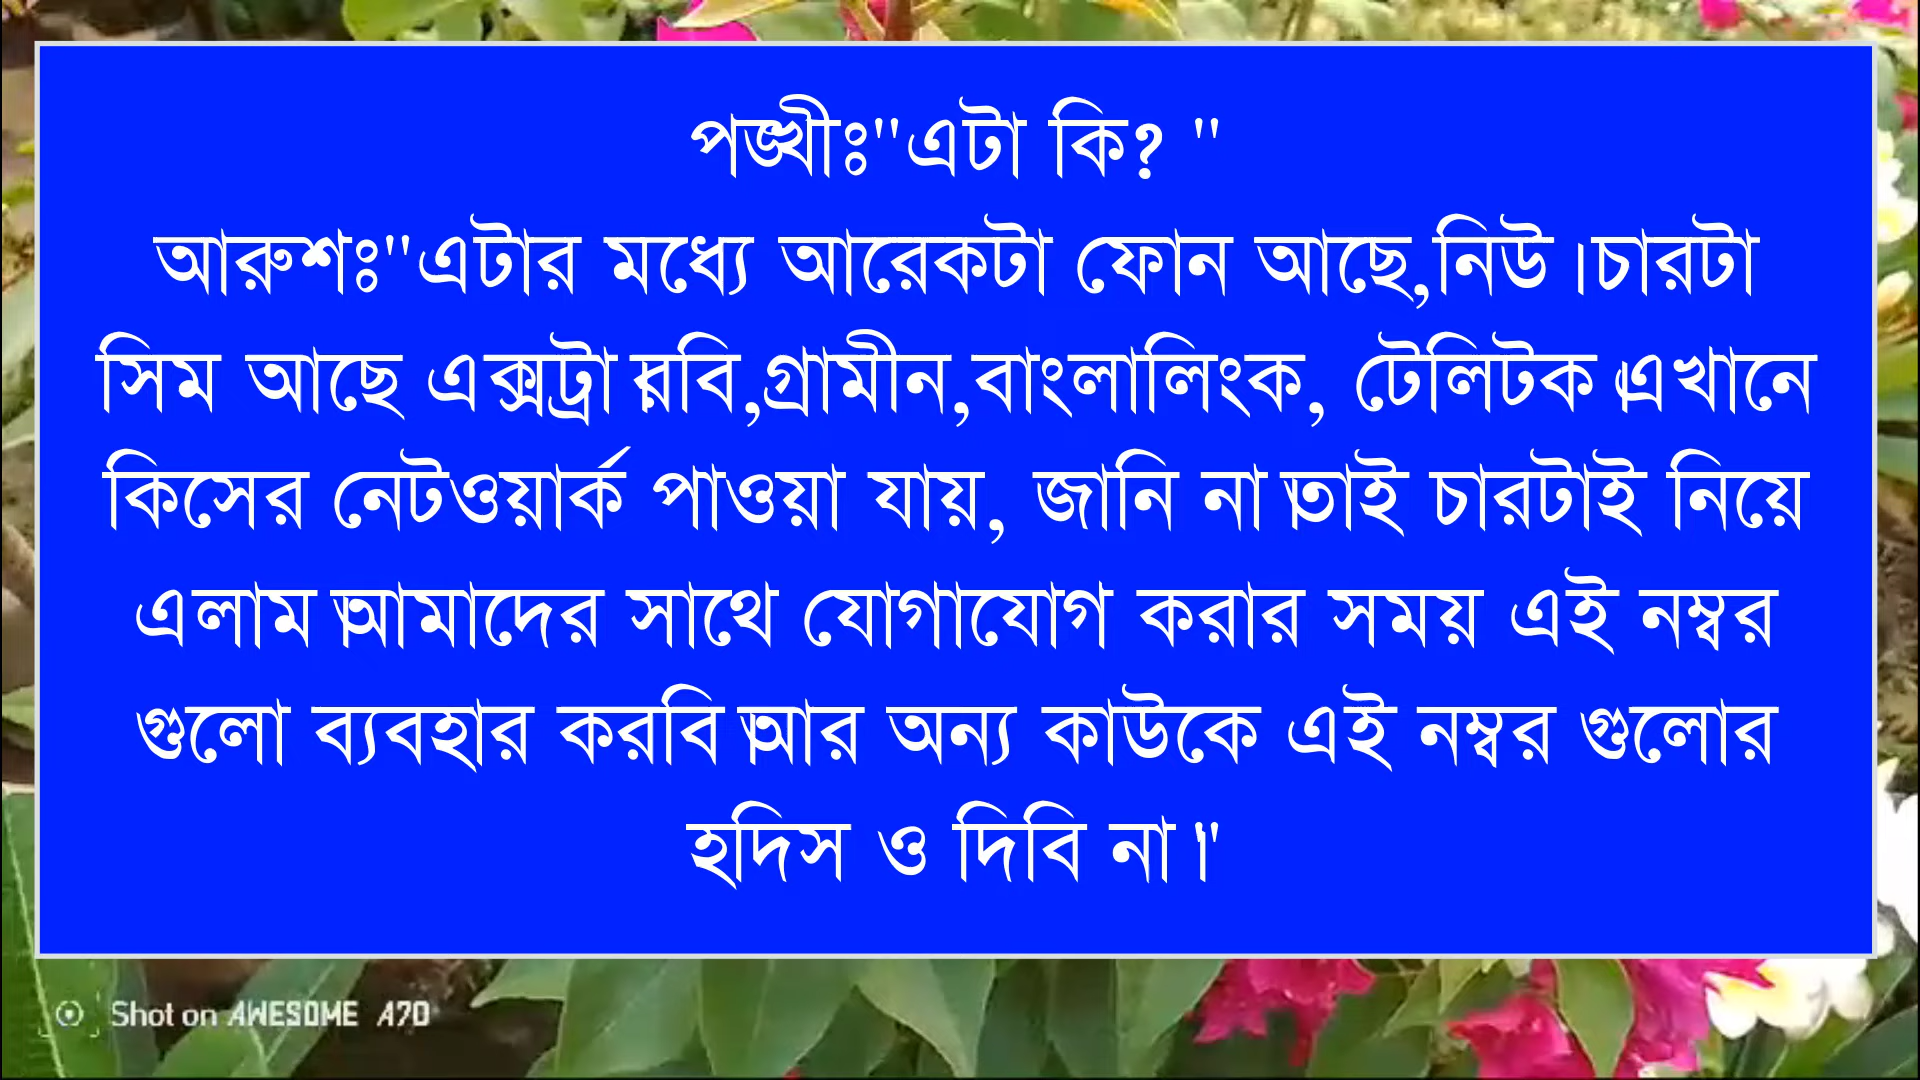 পঙ্খীঃ"এটা কি? "
আরুশঃ"এটার মধ্যে আরেকটা ফোন আছে,নিউ।চারটা
সিম আছে এক্সট্রা।রবি,গ্রামীন,বাংলালিংক, টেলিটক।এখানে
কিসের নেটওয়ার্ক পাওয়া যায়, জানি না।তাই চারটাই নিয়ে
এলাম।আমাদের সাথে যোগাযোগ করার সময় এই নম্বর
গুলো ব্যবহার করবি।আর অন্য কাউকে এই নম্বর গুলোর
হদিস ও দিবি না।"
Shot on AWESOME A70